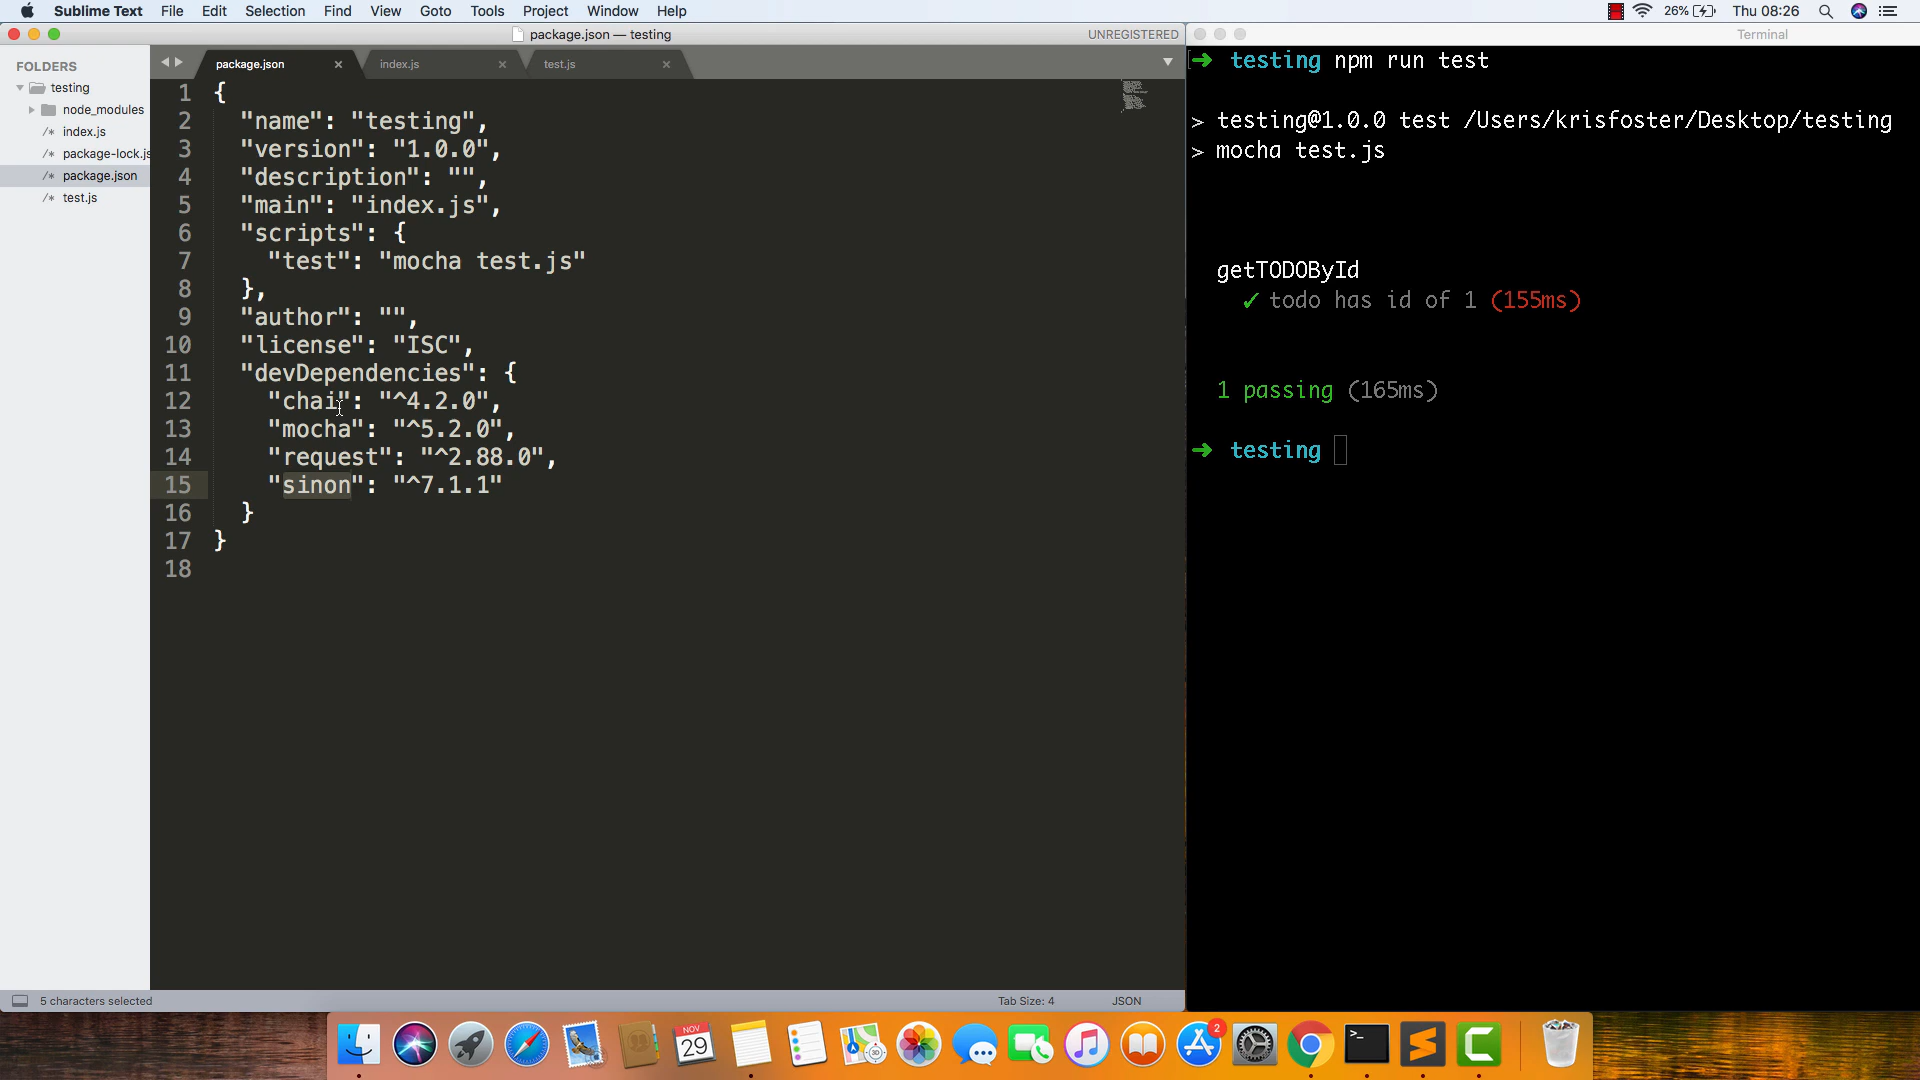 Sublime Text File Edit Selection Find View Goto Tools Project Window Help 26% Thu 08:26
package.json — testing UNREGISTERED
FOLDERS
testing
node_modules
/* index.js
/* package-lock.js
/* package.json
/* test.js
package.json × index.js × test.js ×
1 {
2 "name": "testing",
3 "version": "1.0.0",
4 "description": "",
5 "main": "index.js",
6 "scripts": {
7 "test": "mocha test.js"
8 },
9 "author": "",
10 "license": "ISC",
11 "devDependencies": {
12 "chai": "^4.2.0",
13 "mocha": "^5.2.0",
14 "request": "^2.88.0",
15 "sinon": "^7.1.1"
16 }
17 }
18
5 characters selected Tab Size: 4 JSON
Terminal
➜ testing npm run test
> testing@1.0.0 test /Users/krisfoster/Desktop/testing
> mocha test.js
getTODOById
✓ todo has id of 1 (155ms)
1 passing (165ms)
➜ testing
NOV
29
3D
2
>_